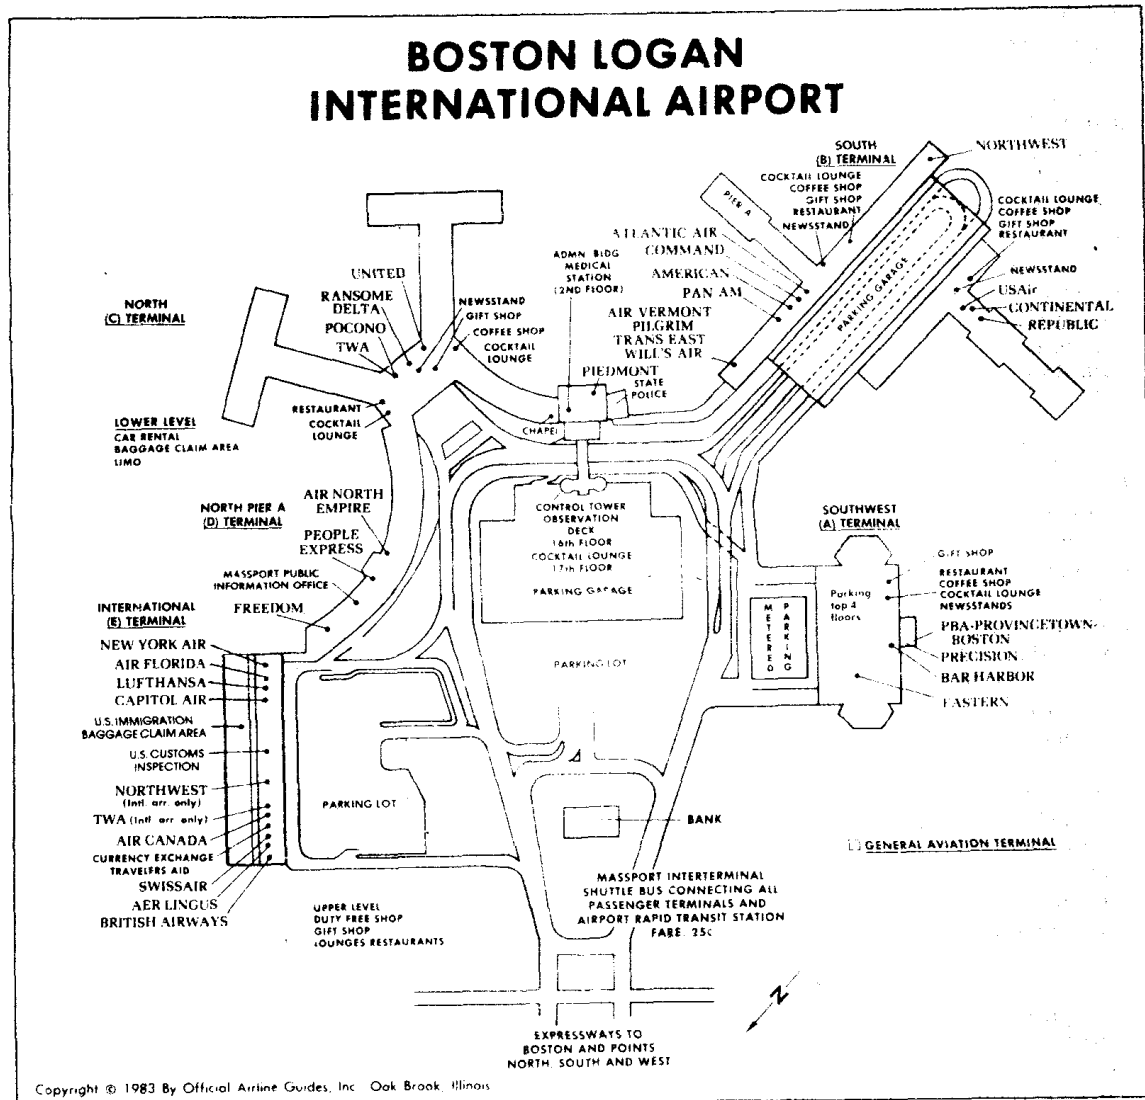 BOSTON LOGAN
INTERNATIONAL AIRPORT
SOUTH
(B) TERMINAL
NORTHWEST
COCKTAIL LOUNGE
COFFEE SHOP
GIFT SHOP
RESTAURANT
NEWSSTAND
PIER A
COCKTAIL LOUNGE
COFFEE SHOP
GIFT SHOP
RESTAURANT
NEWSSTAND
USAir
CONTINENTAL
REPUBLIC
PARKING GARAGE
ATLANTIC AIR
COMMAND
AMERICAN
PAN AM
AIR VERMONT
PILGRIM
TRANS EAST
WILL'S AIR
ADMN. BLDG
MEDICAL
STATION
(2ND FLOOR)
PIEDMONT
STATE
POLICE
CHAPEL
UNITED
RANSOME
DELTA
POCONO
TWA
NEWSSTAND
GIFT SHOP
COFFEE SHOP
COCKTAIL
LOUNGE
NORTH
(C) TERMINAL
RESTAURANT
COCKTAIL
LOUNGE
LOWER LEVEL
CAR RENTAL
BAGGAGE CLAIM AREA
LIMO
NORTH PIER A
(D) TERMINAL
AIR NORTH
EMPIRE
PEOPLE
EXPRESS
MASSPORT PUBLIC
INFORMATION OFFICE
FREEDOM
CONTROL TOWER
OBSERVATION
DECK
16th FLOOR
COCKTAIL LOUNGE
17th FLOOR
PARKING GARAGE
PARKING LOT
SOUTHWEST
(A) TERMINAL
GIFT SHOP
RESTAURANT
COFFEE SHOP
COCKTAIL LOUNGE
NEWSSTANDS
Parking
top 4
floors
METERED
PARKING
PBA-PROVINCETOWN-
BOSTON
PRECISION
BAR HARBOR
EASTERN
INTERNATIONAL
(E) TERMINAL
NEW YORK AIR
AIR FLORIDA
LUFTHANSA
CAPITOL AIR
U.S. IMMIGRATION
BAGGAGE CLAIM AREA
U.S. CUSTOMS
INSPECTION
NORTHWEST
(Intl. arr. only)
TWA (Intl. arr. only)
AIR CANADA
CURRENCY EXCHANGE
TRAVELERS AID
SWISSAIR
AER LINGUS
BRITISH AIRWAYS
PARKING LOT
BANK
GENERAL AVIATION TERMINAL
UPPER LEVEL
DUTY FREE SHOP
GIFT SHOP
LOUNGES RESTAURANTS
MASSPORT INTERTERMINAL
SHUTTLE BUS CONNECTING ALL
PASSENGER TERMINALS AND
AIRPORT RAPID TRANSIT STATION
FARE: 25¢
N
EXPRESSWAYS TO
BOSTON AND POINTS
NORTH, SOUTH AND WEST
Copyright © 1983 By Official Airline Guides, Inc. Oak Brook, Illinois